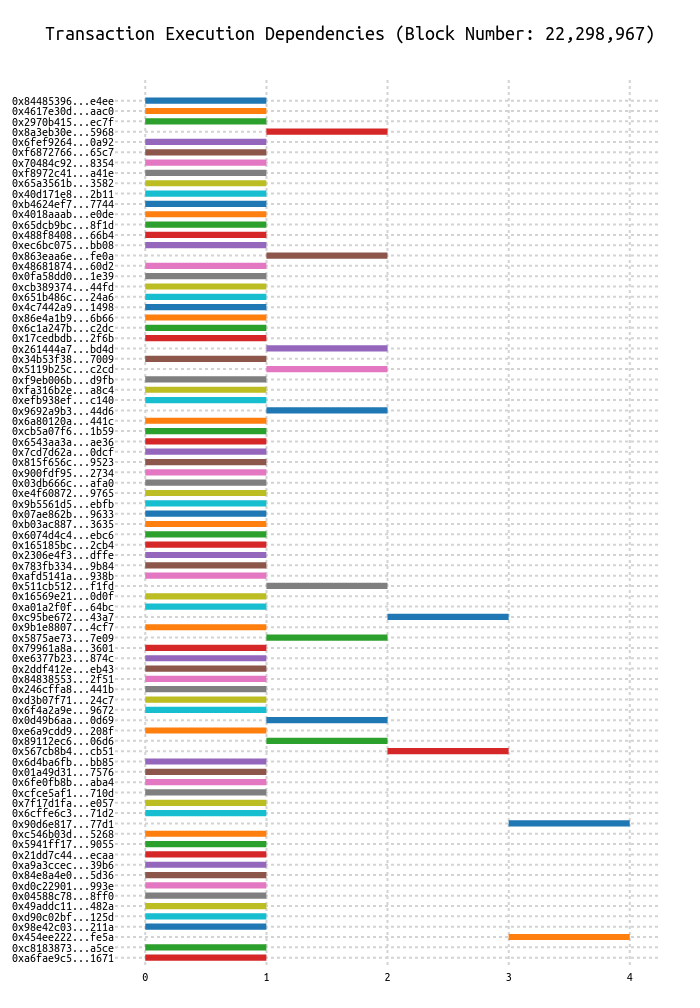 Transaction Execution Dependencies (Block Number: 22,298,967)
0x84485396...e4ee
0x4617e30d...aac0
0x2970b415...ec7f
0x8a3eb30e...5968
0x6fef9264...0a92
0xf6872766...65c7
0x70484c92...8354
0xf8972c41...a41e
0x65a3561b...3582
0x40d171e8...2b11
0xb4624ef7...7744
0x4018aaab...e0de
0x65dcb9bc...8f1d
0x488f8408...66b4
0xec6bc075...bb08
0x863eaa6e...fe0a
0x48681874...60d2
0x0fa58dd0...1e39
0xcb389374...44fd
0x651b486c...24a6
0x4c7442a9...1498
0x86e4a1b9...6b66
0x6c1a247b...c2dc
0x17cedbdb...2f6b
0x261444a7...bd4d
0x34b53f38...7009
0x5119b25c...c2cd
0xf9eb006b...d9fb
0xfa316b2e...a8c4
0xefb938ef...c140
0x9692a9b3...44d6
0x6a80120a...441c
0xcb5a07f6...1b59
0x6543aa3a...ae36
0x7cd7d62a...0dcf
0x815f656c...9523
0x900fdf95...2734
0x03db666c...afa0
0xe4f60872...9765
0x9b5561d5...ebfb
0x07ae862b...9633
0xb03ac887...3635
0x6074d4c4...ebc6
0x165185bc...2cb4
0x2306e4f3...dffe
0x783fb334...9b84
0xafd5141a...938b
0x511cb512...f1fd
0x16569e21...0d0f
0xa01a2f0f...64bc
0xc95be672...43a7
0x9b1e8807...4cf7
0x5875ae73...7e09
0x79961a8a...3601
0xe6377b23...874c
0x2ddf412e...eb43
0x84838553...2f51
0x246cffa8...441b
0xd3b07f71...24c7
0x6f4a2a9e...9672
0x0d49b6aa...0d69
0xe6a9cdd9...208f
0x89112ec6...06d6
0x567cb8b4...cb51
0x6d4ba6fb...bb85
0x01a49d31...7576
0x6fe0fb8b...aba4
0xcfce5af1...710d
0x7f17d1fa...e057
0x6cffe6c3...71d2
0x90d6e817...77d1
0xc546b03d...5268
0x5941ff17...9055
0x21dd7c44...ecaa
0xa9a3ccec...39b6
0x84e8a4e0...5d36
0xd0c22901...993e
0x04588c78...8ff0
0x49addc11...482a
0xd90c02bf...125d
0x98e42c03...211a
0x454ee222...fe5a
0xc8183873...a5ce
0xa6fae9c5...1671
0 1 2 3 4